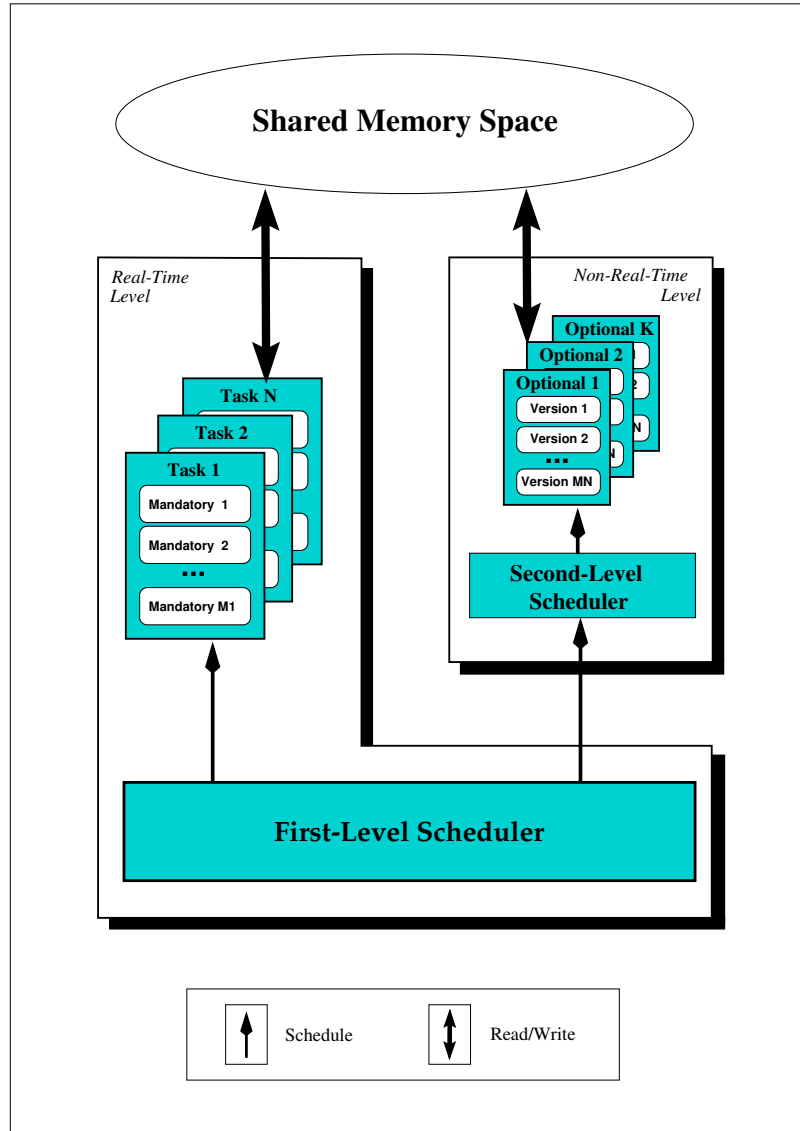 Shared Memory Space
Real-Time
Level
Non-Real-Time
Level
Task N
Task 2
Task 1
Mandatory 1
Mandatory 2
...
Mandatory M1
Optional K
1
Optional 2
2
N
Optional 1
Version 1
Version 2
...
N
Version MN
Second-Level
Scheduler
First-Level Scheduler
Schedule
Read/Write